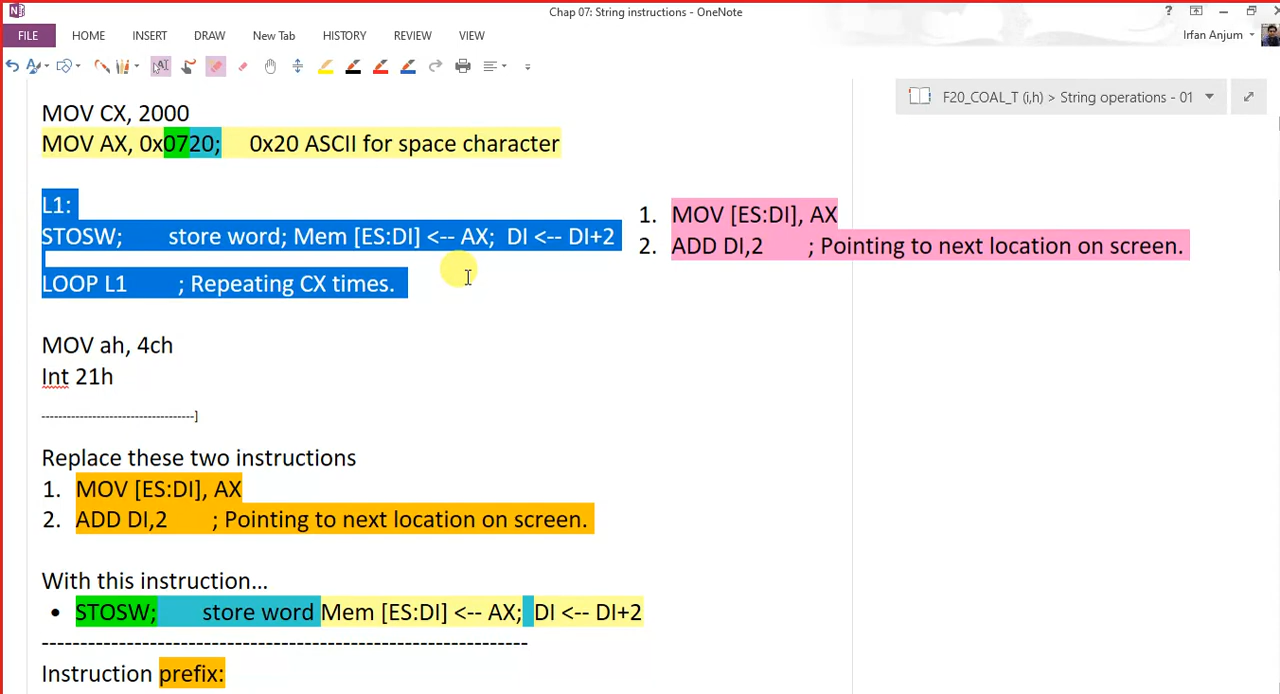 Chap 07: String instructions - OneNote
FILE HOME INSERT DRAW New Tab HISTORY REVIEW VIEW Irfan Anjum
F20_COAL_T (i,h) > String operations - 01
MOV CX, 2000
MOV AX, 0x0720; 0x20 ASCII for space character
L1:
STOSW; store word; Mem [ES:DI] <-- AX; DI <-- DI+2
LOOP L1 ; Repeating CX times.
1. MOV [ES:DI], AX
2. ADD DI,2 ; Pointing to next location on screen.
MOV ah, 4ch
Int 21h
-----------------------------------]
Replace these two instructions
1. MOV [ES:DI], AX
2. ADD DI,2 ; Pointing to next location on screen.
With this instruction...
• STOSW; store word Mem [ES:DI] <-- AX; DI <-- DI+2
------------------------------------------------------------
Instruction prefix: